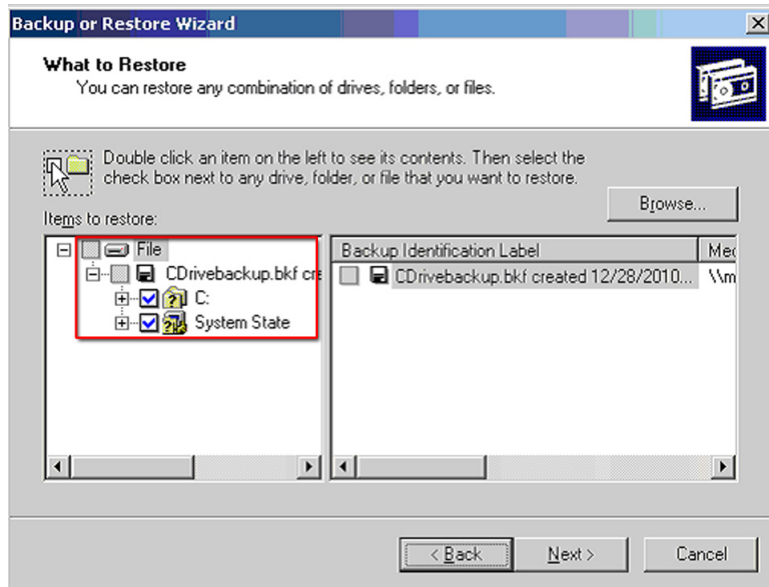 Backup or Restore Wizard
What to Restore
You can restore any combination of drives, folders, or files.
Double click an item on the left to see its contents. Then select the
check box next to any drive, folder, or file that you want to restore.
Browse...
Items to restore:
File
CDrivebackup.bkf cre
C:
System State
Backup Identification Label
Med
CDrivebackup.bkf created 12/28/2010...
\\m
< Back
Next >
Cancel